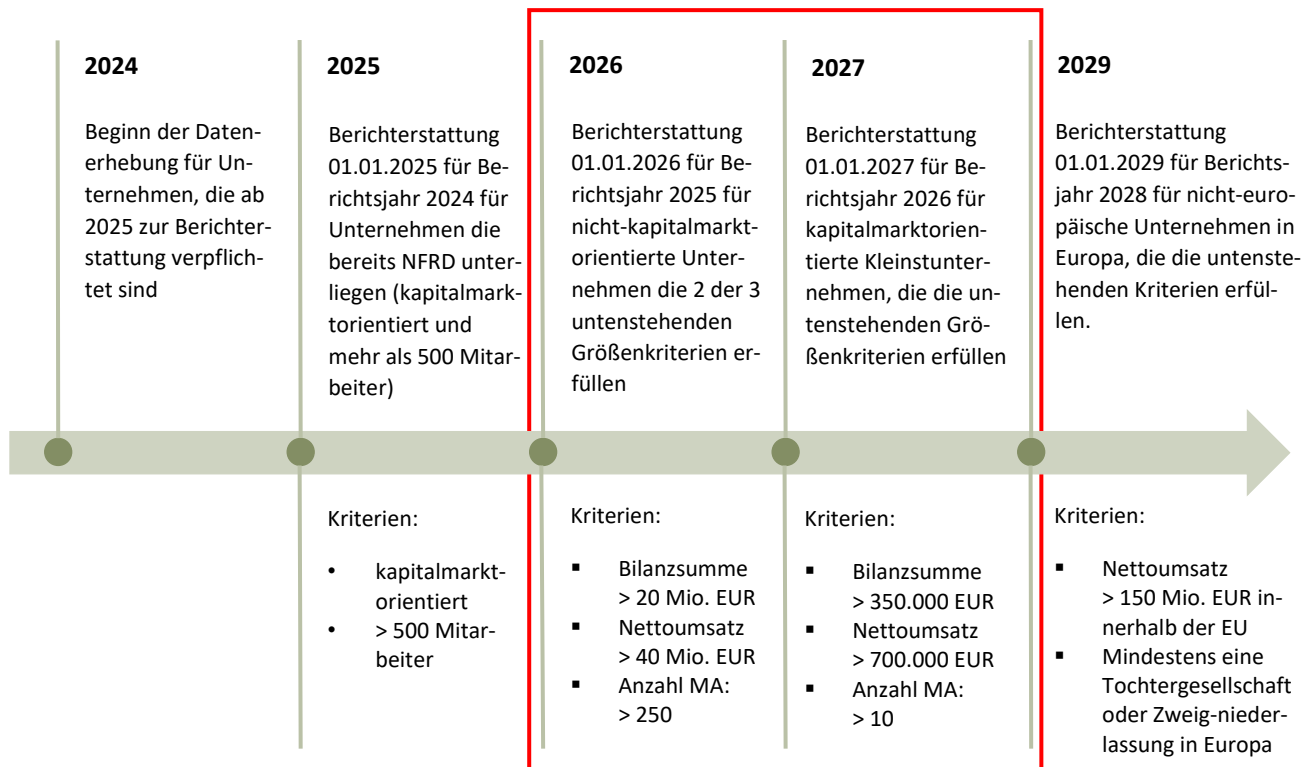 2024
Beginn der Daten-
erhebung für Un-
ternehmen, die ab
2025 zur Berichter-
stattung verpflich-
tet sind
2025
Berichterstattung
01.01.2025 für Be-
richtsjahr 2024 für
Unternehmen die
bereits NFRD unter-
liegen (kapitalmark-
torientiert und
mehr als 500 Mitar-
beiter)
2026
Berichterstattung
01.01.2026 für Be-
richtsjahr 2025 für
nicht-kapitalmarkt-
orientierte Unter-
nehmen die 2 der 3
untenstehenden
Größenkriterien er-
füllen
2027
Berichterstattung
01.01.2027 für Be-
richtsjahr 2026 für
kapitalmarktorien-
tierte Kleinstunter-
nehmen, die die un-
tenstehenden Grö-
ßenkriterien erfüllen
2029
Berichterstattung
01.01.2029 für Berichts-
jahr 2028 für nicht-euro-
päische Unternehmen in
Europa, die die untenste-
henden Kriterien erfül-
len.
Kriterien:
• kapitalmarkt-
orientiert
• > 500 Mitar-
beiter
Kriterien:
▪ Bilanzsumme
> 20 Mio. EUR
▪ Nettoumsatz
> 40 Mio. EUR
▪ Anzahl MA:
> 250
Kriterien:
▪ Bilanzsumme
> 350.000 EUR
▪ Nettoumsatz
> 700.000 EUR
▪ Anzahl MA:
> 10
Kriterien:
▪ Nettoumsatz
> 150 Mio. EUR in-
nerhalb der EU
▪ Mindestens eine
Tochtergesellschaft
oder Zweig-nieder-
lassung in Europa